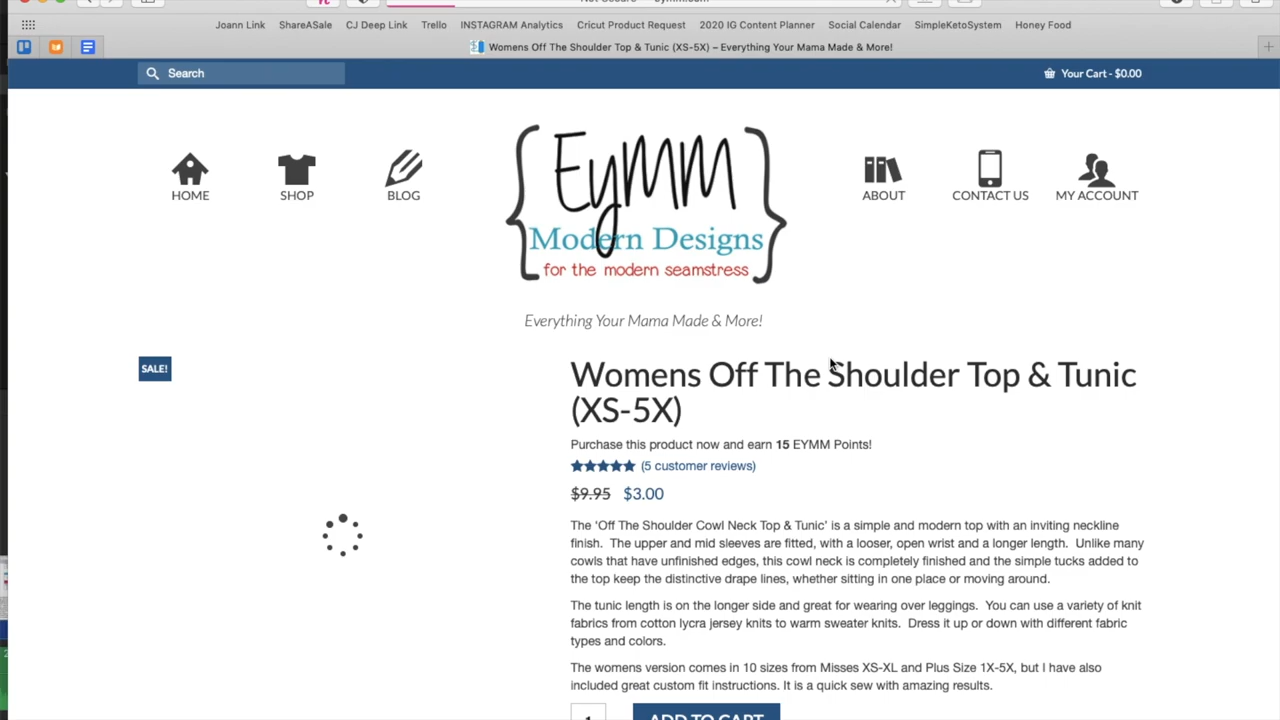 Joann Link ShareASale CJ Deep Link Trello INSTAGRAM Analytics Cricut Product Request 2020 IG Content Planner Social Calendar SimpleKetoSystem Honey Food
Womens Off The Shoulder Top & Tunic (XS-5X) – Everything Your Mama Made & More!
Search
Your Cart - $0.00
HOME SHOP BLOG
EyMM
Modern Designs
for the modern seamstress
ABOUT CONTACT US MY ACCOUNT
Everything Your Mama Made & More!
SALE!
Womens Off The Shoulder Top & Tunic
(XS-5X)
Purchase this product now and earn 15 EYMM Points!
(5 customer reviews)
$9.95 $3.00
The ‘Off The Shoulder Cowl Neck Top & Tunic’ is a simple and modern top with an inviting neckline
finish. The upper and mid sleeves are fitted, with a looser, open wrist and a longer length. Unlike many
cowls that have unfinished edges, this cowl neck is completely finished and the simple tucks added to
the top keep the distinctive drape lines, whether sitting in one place or moving around.
The tunic length is on the longer side and great for wearing over leggings. You can use a variety of knit
fabrics from cotton lycra jersey knits to warm sweater knits. Dress it up or down with different fabric
types and colors.
The womens version comes in 10 sizes from Misses XS-XL and Plus Size 1X-5X, but I have also
included great custom fit instructions. It is a quick sew with amazing results.
1
ADD TO CART